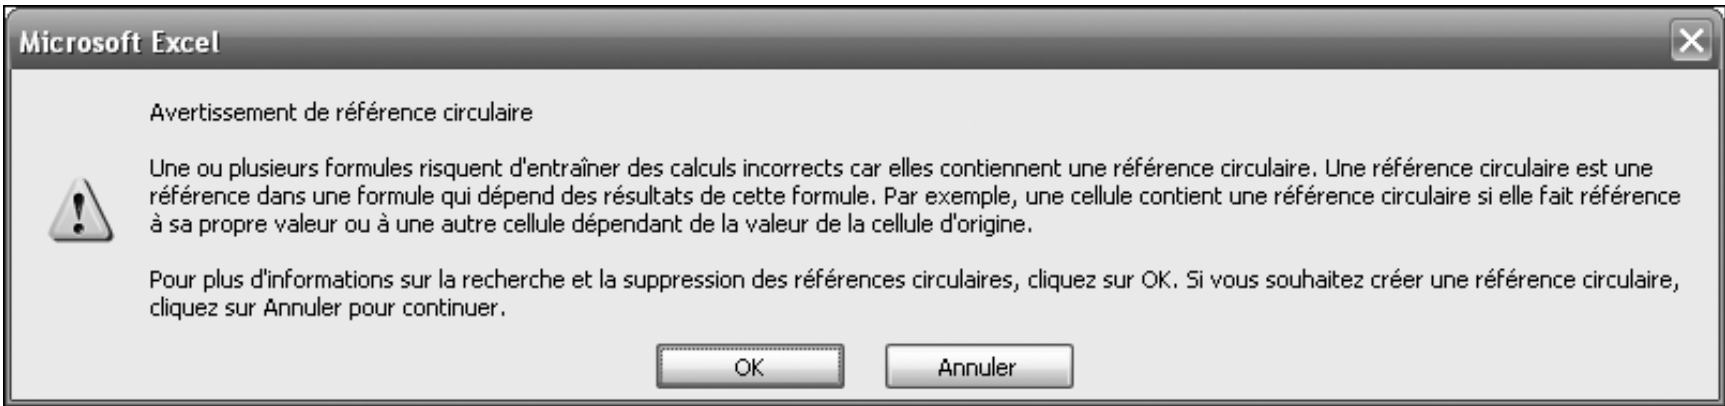 Microsoft Excel
Avertissement de référence circulaire
Une ou plusieurs formules risquent d'entraîner des calculs incorrects car elles contiennent une référence circulaire. Une référence circulaire est une
référence dans une formule qui dépend des résultats de cette formule. Par exemple, une cellule contient une référence circulaire si elle fait référence
à sa propre valeur ou à une autre cellule dépendant de la valeur de la cellule d'origine.
Pour plus d'informations sur la recherche et la suppression des références circulaires, cliquez sur OK. Si vous souhaitez créer une référence circulaire,
cliquez sur Annuler pour continuer.
OK
Annuler